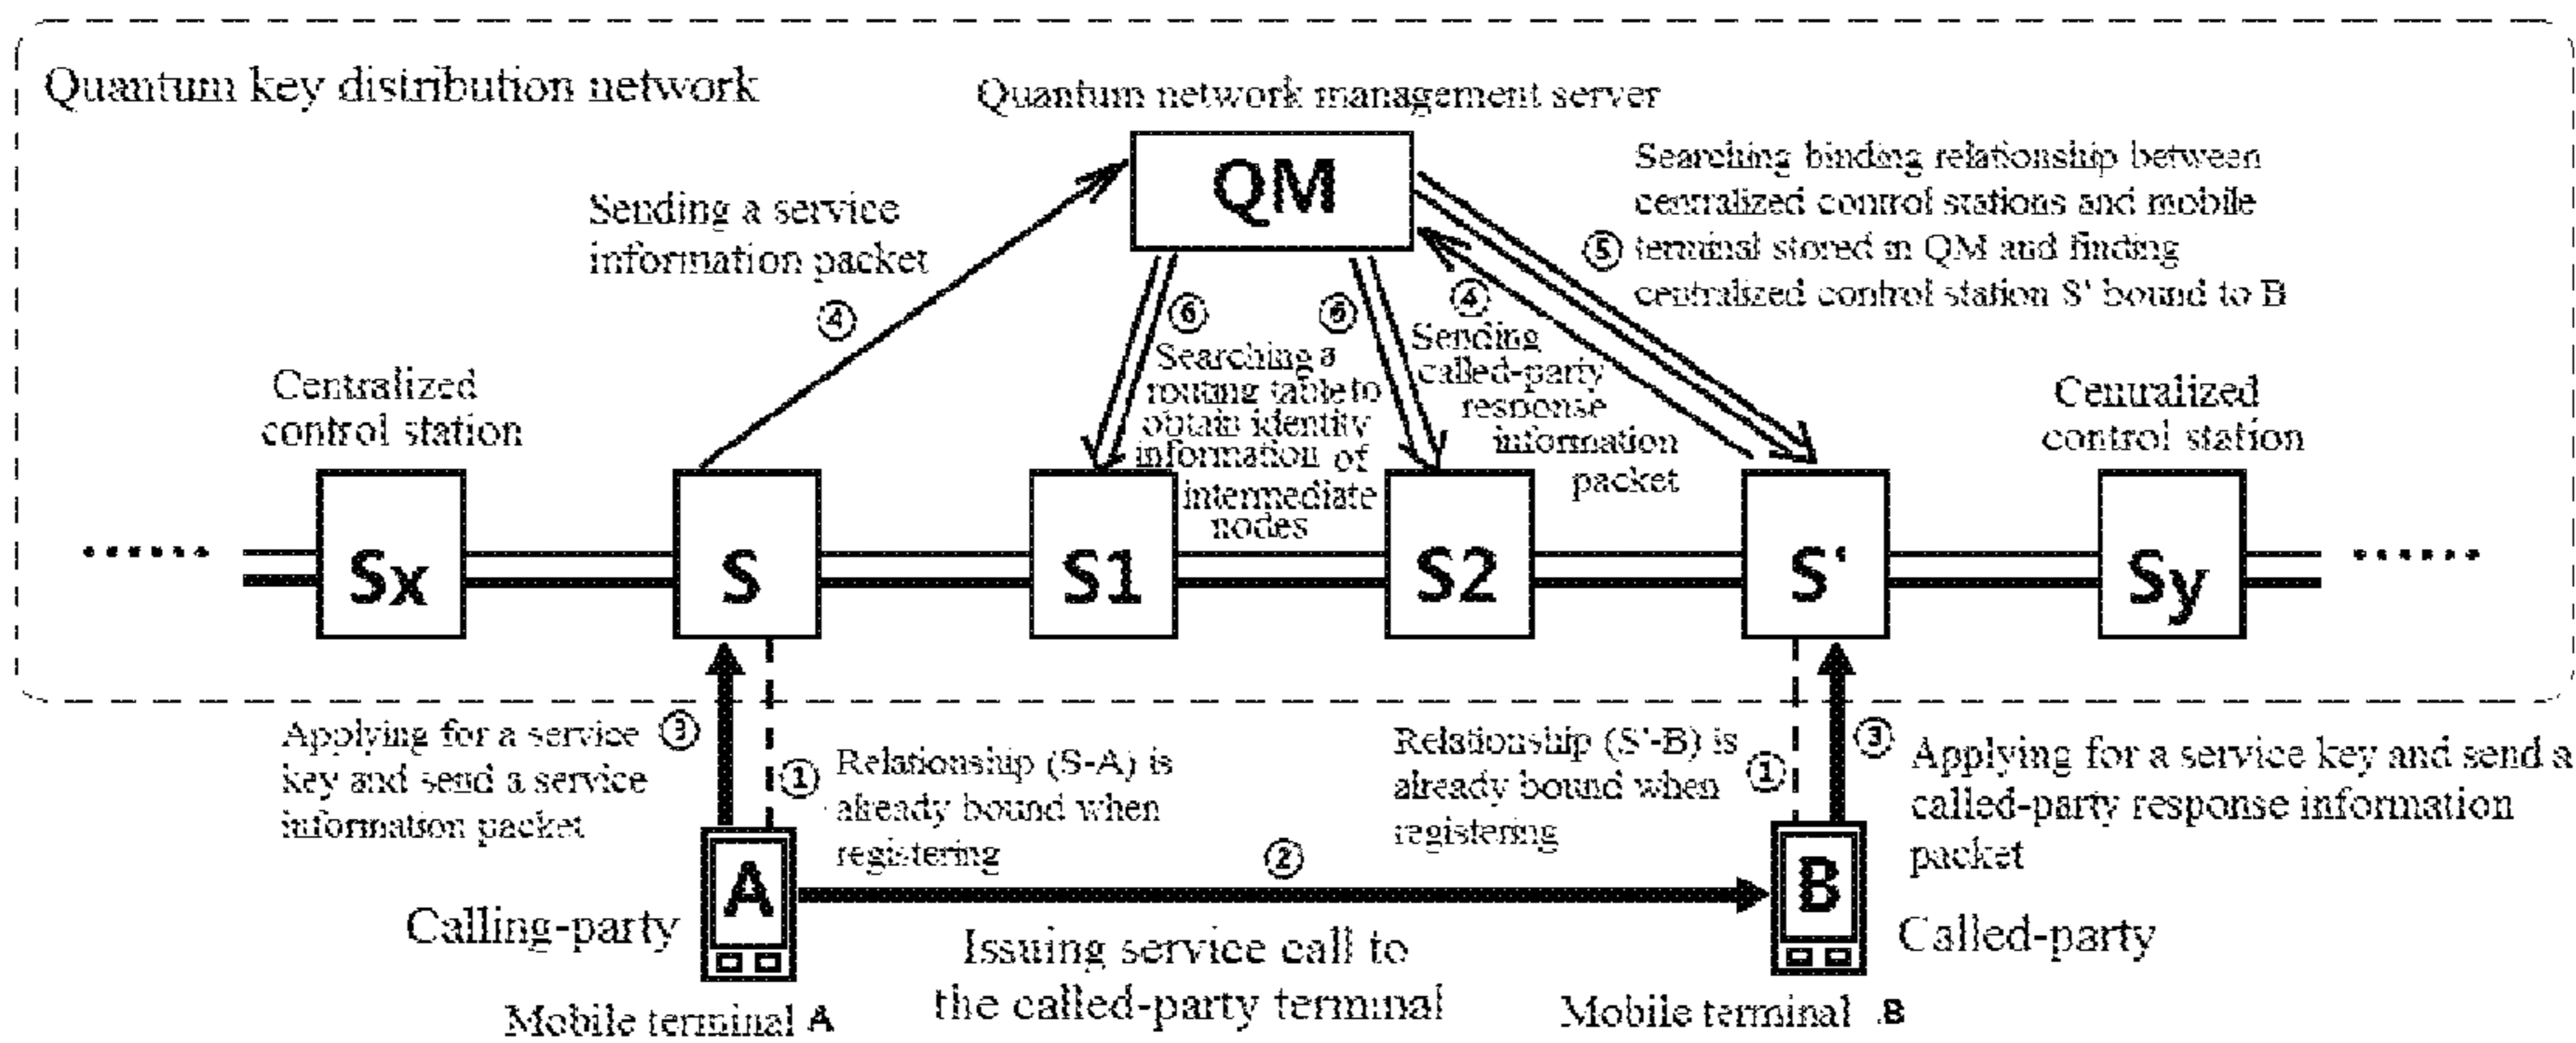 Quantum key distribution network
Quantum network management server
QM
Sending a service
information packet
④
Searching binding relationship between
centralized control stations and mobile
⑤ terminal stored in QM and finding
centralized control station S' bound to B
⑥
Searching a
routing table to
obtain identity
information of
intermediate
nodes
⑥
④
Sending
called-party
response
information
packet
Centralized
control station
Centralized
control station
......
Sx
S
S1
S2
S'
Sy
......
Applying for a service ③
key and send a service
information packet
① Relationship (S-A) is
already bound when
registering
Relationship (S'-B) is
already bound when ①
registering
③ Applying for a service key and send a
called-party response information
packet
②
A
B
Calling-party
Issuing service call to
the called-party terminal
Called-party
Mobile terminal A
Mobile terminal .B